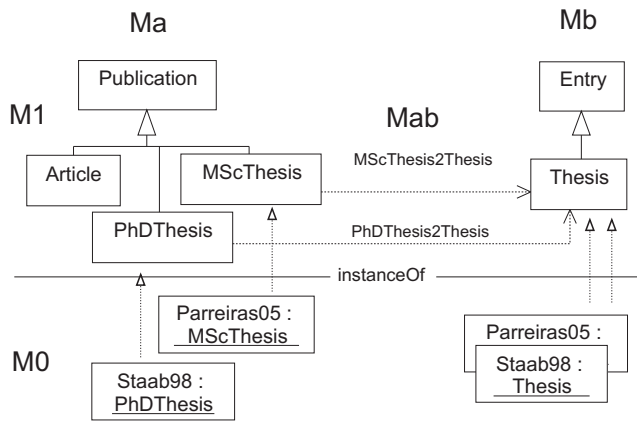 Ma
Mb
Publication
Entry
M1
Mab
MScThesis2Thesis
Article
MScThesis
Thesis
PhDThesis
PhDThesis2Thesis
instanceOf
Parreiras05 :
MScThesis
Parreiras05 :
M0
Staab98 :
PhDThesis
Staab98 :
Thesis